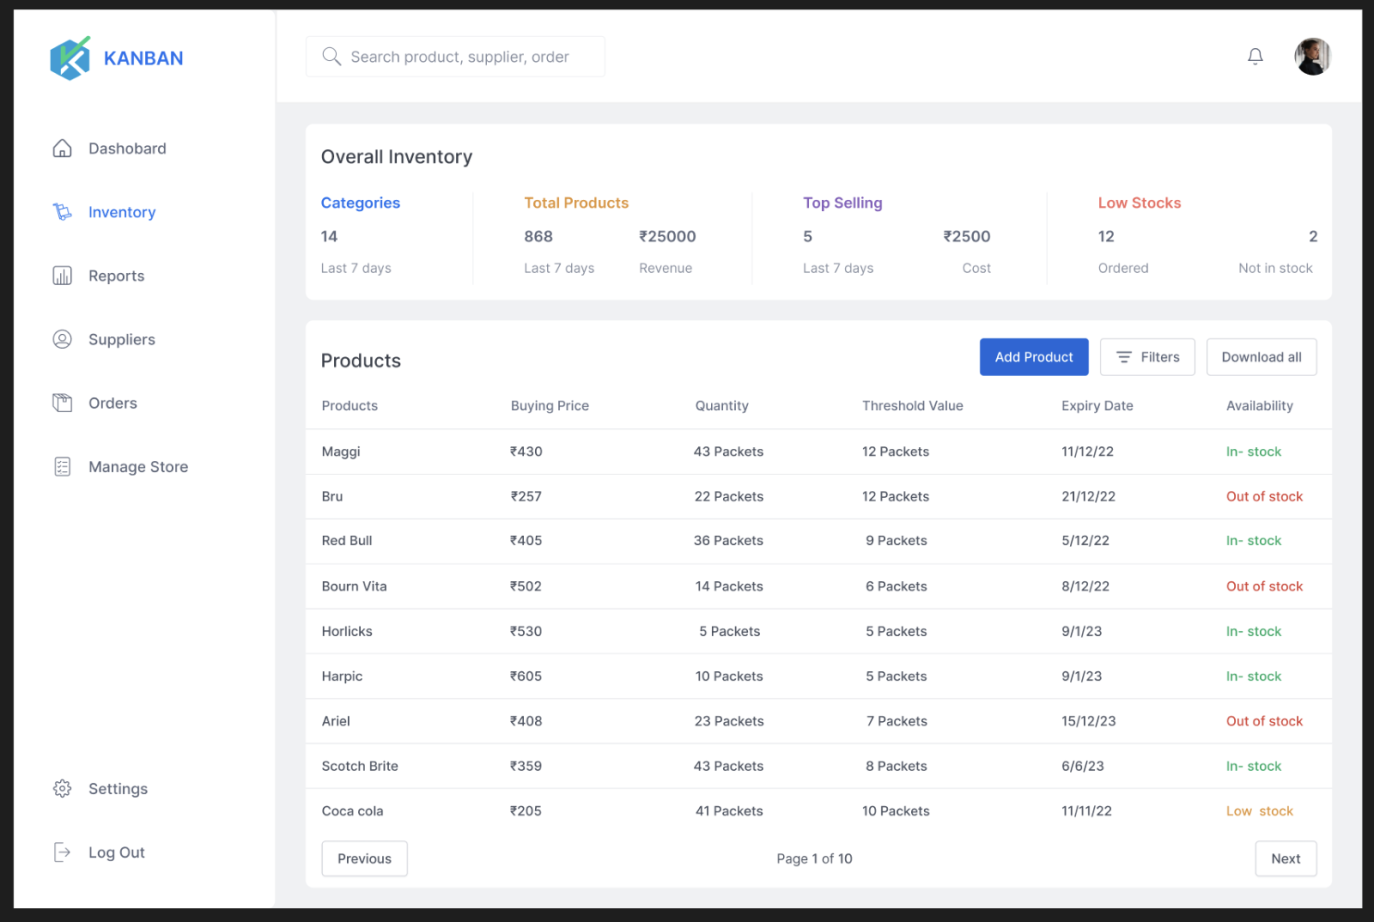 KANBAN
Search product, supplier, order
Dashobard
Inventory
Reports
Suppliers
Orders
Manage Store
Settings
Log Out
Overall Inventory
Categories
14
Last 7 days
Total Products
868 ₹25000
Last 7 days Revenue
Top Selling
5 ₹2500
Last 7 days Cost
Low Stocks
12 2
Ordered Not in stock
Products
Add Product Filters Download all
Products Buying Price Quantity Threshold Value Expiry Date Availability
Maggi ₹430 43 Packets 12 Packets 11/12/22 In- stock
Bru ₹257 22 Packets 12 Packets 21/12/22 Out of stock
Red Bull ₹405 36 Packets 9 Packets 5/12/22 In- stock
Bourn Vita ₹502 14 Packets 6 Packets 8/12/22 Out of stock
Horlicks ₹530 5 Packets 5 Packets 9/1/23 In- stock
Harpic ₹605 10 Packets 5 Packets 9/1/23 In- stock
Ariel ₹408 23 Packets 7 Packets 15/12/23 Out of stock
Scotch Brite ₹359 43 Packets 8 Packets 6/6/23 In- stock
Coca cola ₹205 41 Packets 10 Packets 11/11/22 Low stock
Previous Page 1 of 10 Next